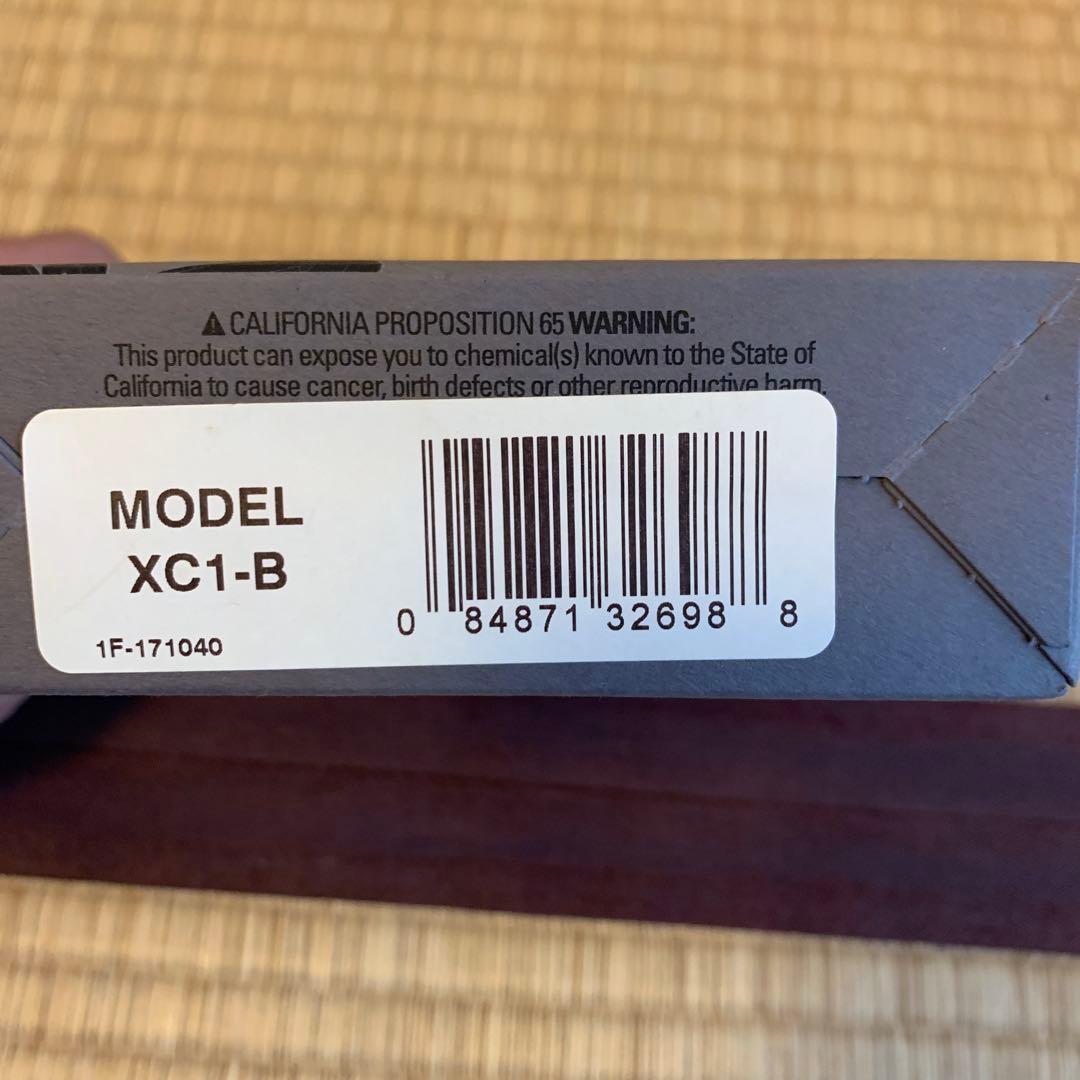 ⚠ CALIFORNIA PROPOSITION 65 WARNING:
This product can expose you to chemical(s) known to the State of
California to cause cancer, birth defects or other reproductive harm.
MODEL
XC1-B
1F-171040
0 84871 32698 8